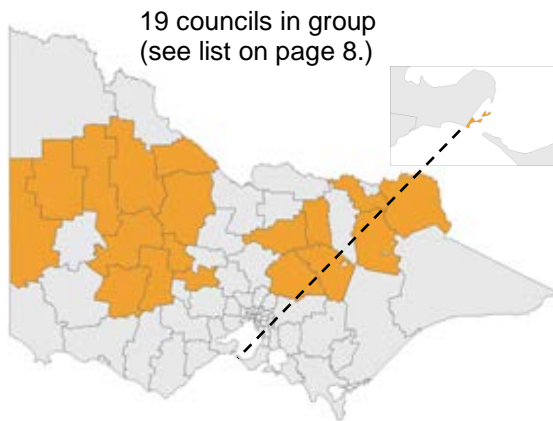 19 councils in group
(see list on page 8.)